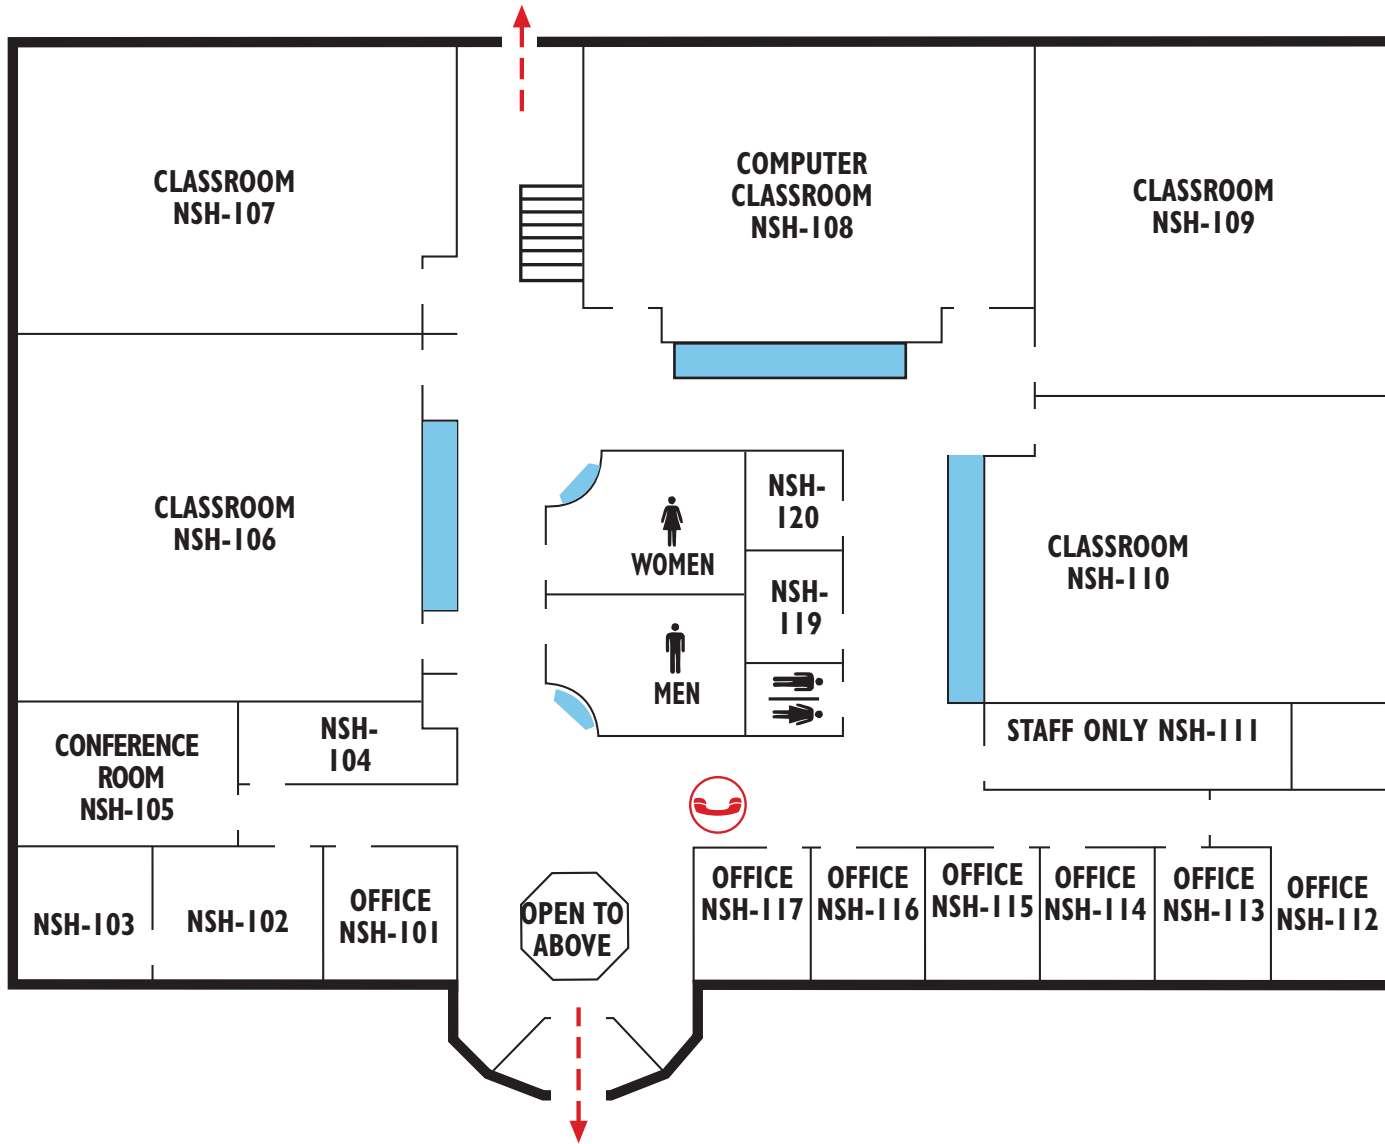 CLASSROOM
NSH-107
COMPUTER
CLASSROOM
NSH-108
CLASSROOM
NSH-109
CLASSROOM
NSH-106
WOMEN
NSH-
120
NSH-
119
MEN
CLASSROOM
NSH-110
CONFERENCE
ROOM
NSH-105
NSH-
104
STAFF ONLY NSH-111
NSH-103
NSH-102
OFFICE
NSH-101
OPEN TO
ABOVE
OFFICE
NSH-117
OFFICE
NSH-116
OFFICE
NSH-115
OFFICE
NSH-114
OFFICE
NSH-113
OFFICE
NSH-112